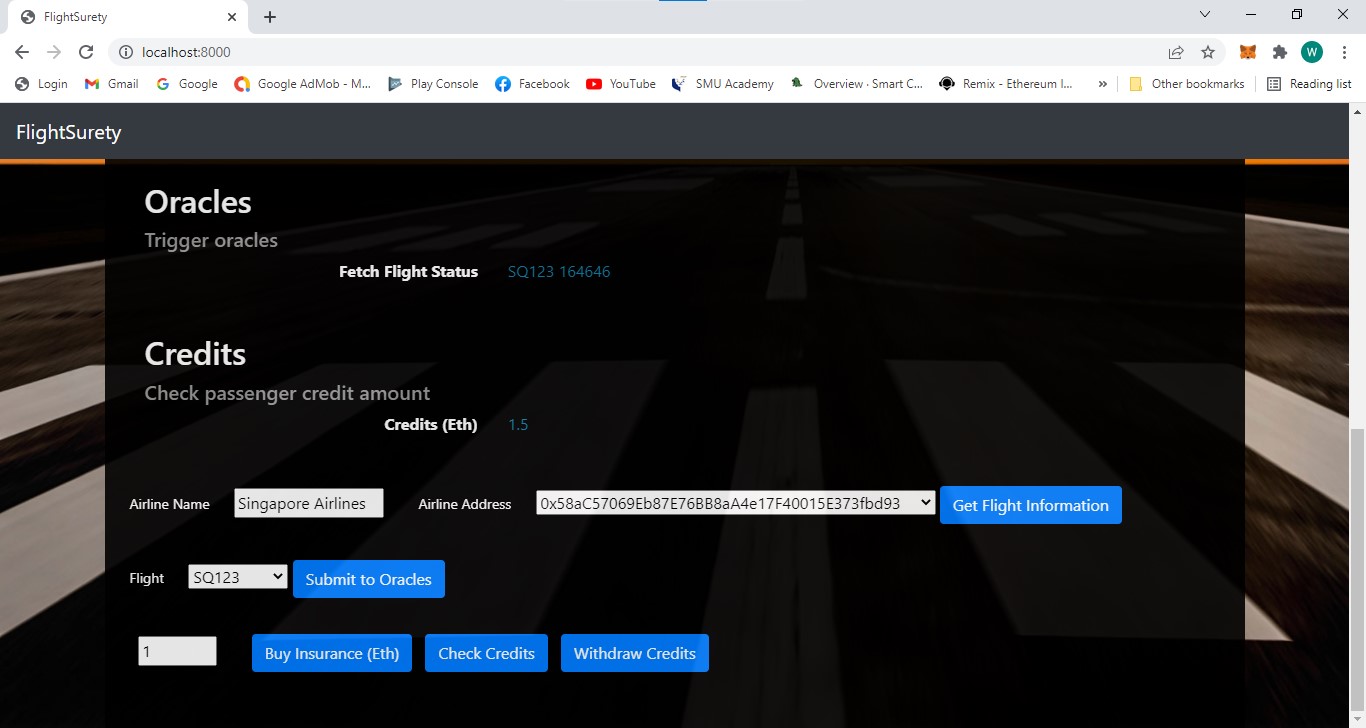 FlightSurety
localhost:8000
W
Login Gmail Google Google AdMob - M... Play Console Facebook YouTube SMU Academy Overview · Smart C... Remix - Ethereum I... » Other bookmarks Reading list
FlightSurety
Oracles
Trigger oracles
Fetch Flight Status SQ123 164646
Credits
Check passenger credit amount
Credits (Eth) 1.5
Airline Name Singapore Airlines Airline Address 0x58aC57069Eb87E76BB8aA4e17F40015E373fbd93 Get Flight Information
Flight SQ123 Submit to Oracles
1 Buy Insurance (Eth) Check Credits Withdraw Credits